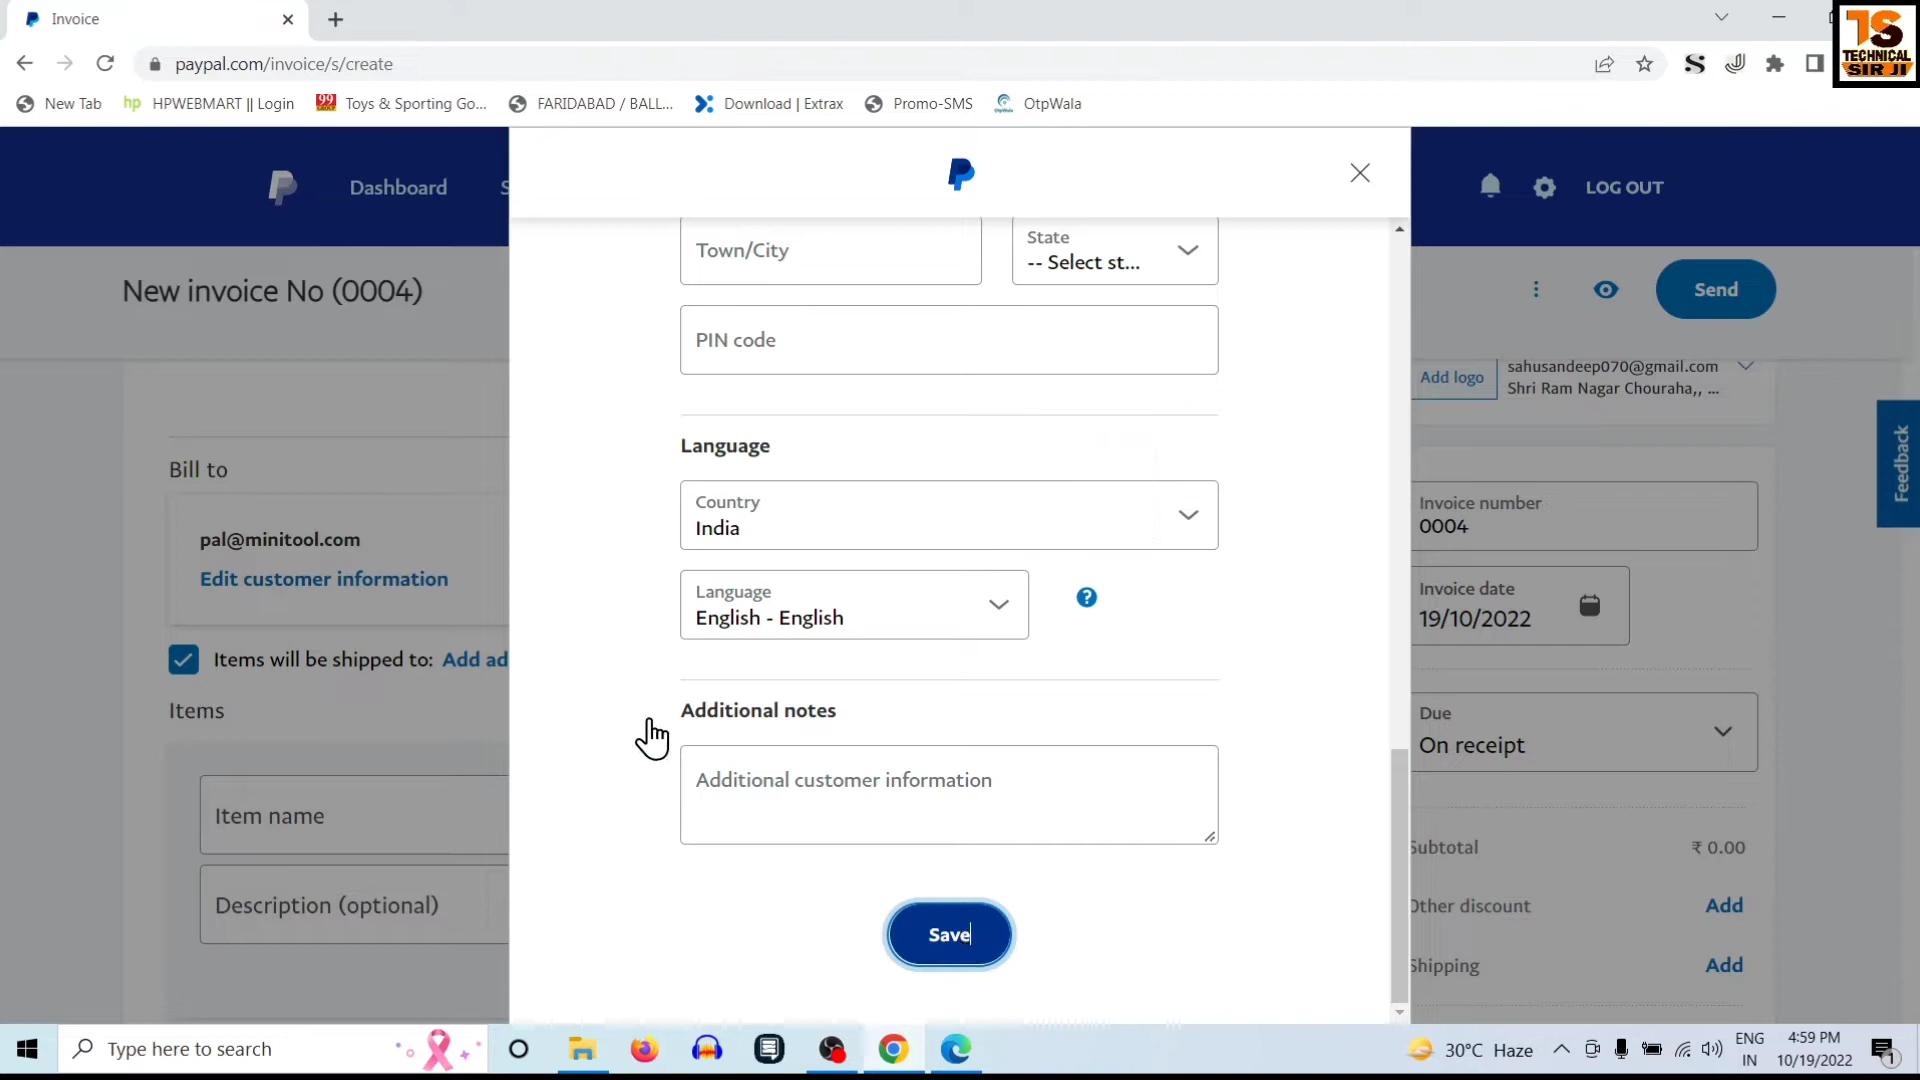 Invoice
paypal.com/invoice/s/create
TS
TECHNICAL
SIR JI
New Tab
hp HPWEBMART || Login
99 Toys & Sporting Go...
FARIDABAD / BALL...
Download | Extrax
Promo-SMS
OtpWala
Dashboard
S
LOG OUT
New invoice No (0004)
Send
Town/City
State
-- Select st...
PIN code
Add logo
sahusandeep070@gmail.com
Shri Ram Nagar Chouraha,, ...
Feedback
Bill to
pal@minitool.com
Edit customer information
Items will be shipped to: Add ad
Items
Item name
Description (optional)
Language
Country
India
Language
English - English
?
Additional notes
Additional customer information
Save
Invoice number
0004
Invoice date
19/10/2022
Due
On receipt
Subtotal
₹ 0.00
Other discount
Add
Shipping
Add
Type here to search
30°C Haze
ENG
IN
4:59 PM
10/19/2022
1